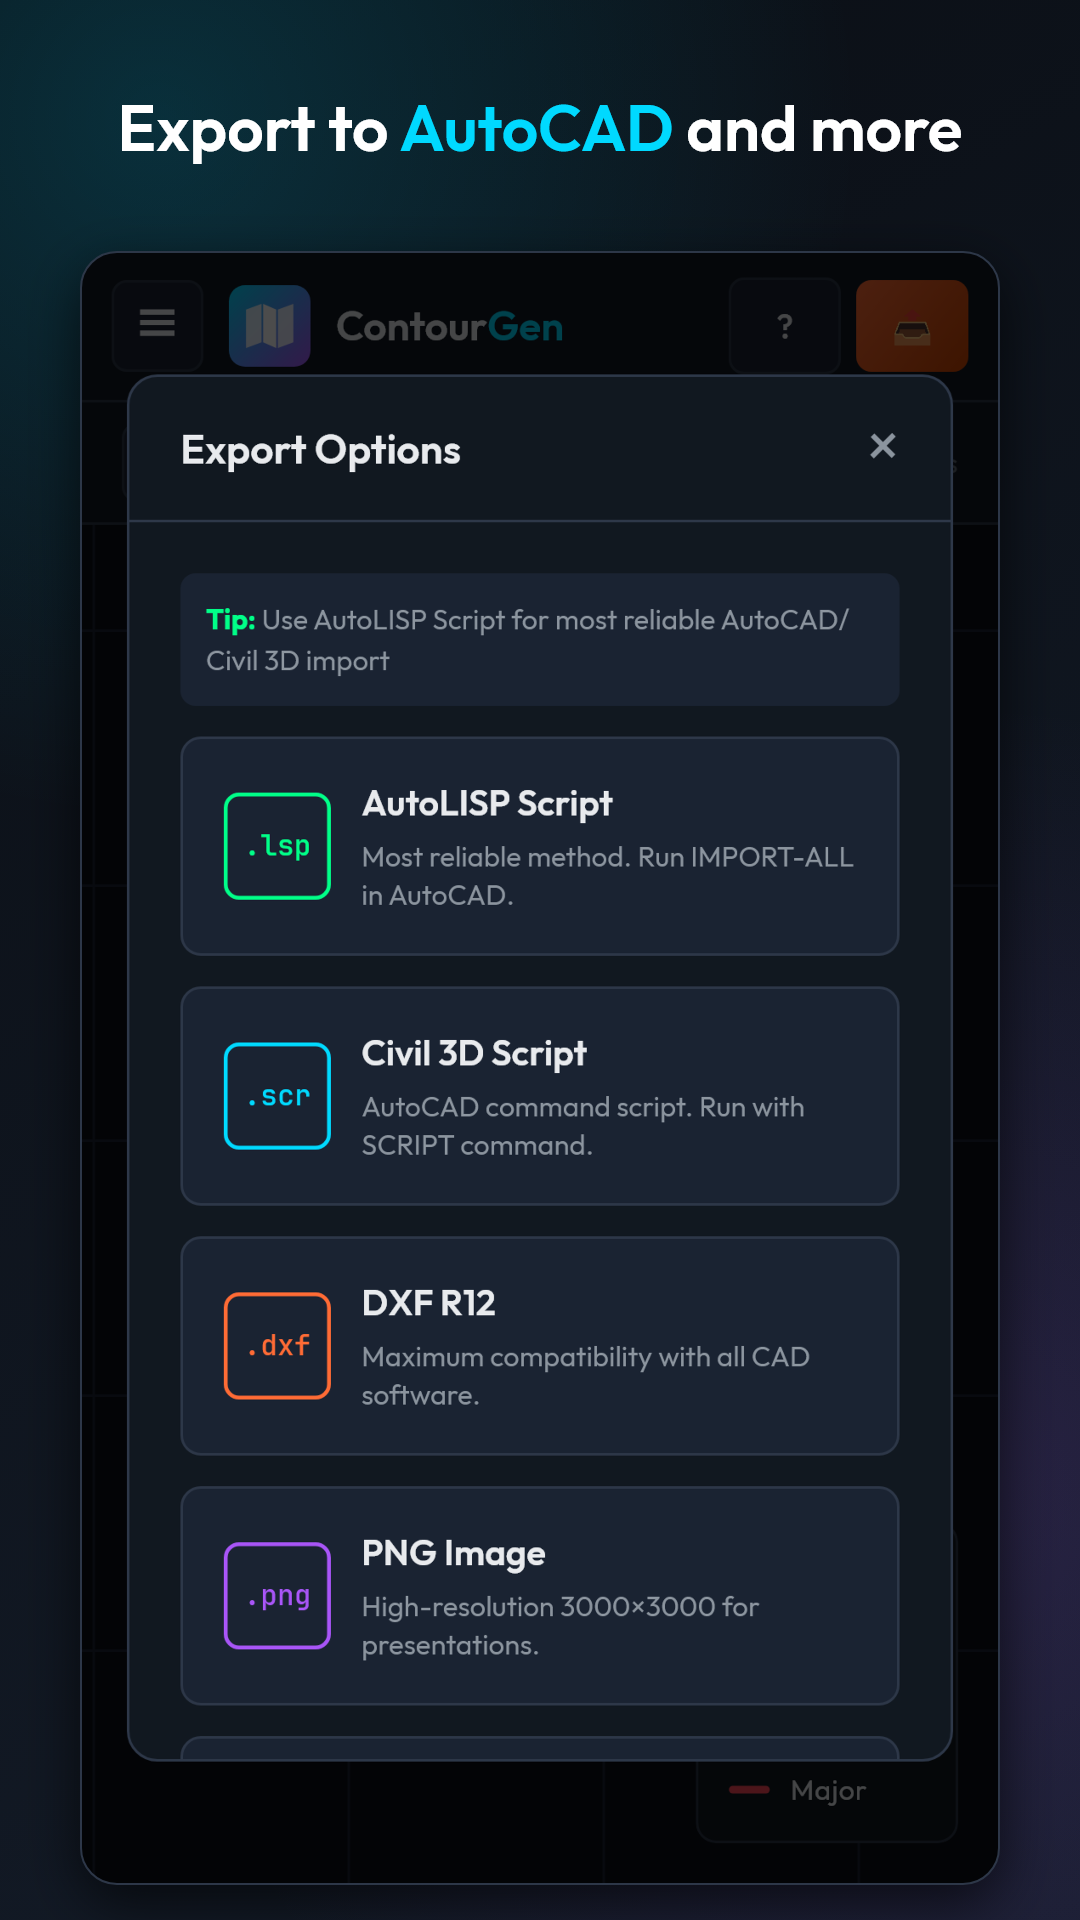 Export to AutoCAD and more
ContourGen
?
Export Options
Tip: Use AutoLISP Script for most reliable AutoCAD/
Civil 3D import
.lsp
AutoLISP Script
Most reliable method. Run IMPORT-ALL
in AutoCAD.
.scr
Civil 3D Script
AutoCAD command script. Run with
SCRIPT command.
.dxf
DXF R12
Maximum compatibility with all CAD
software.
.png
PNG Image
High-resolution 3000×3000 for
presentations.
Major